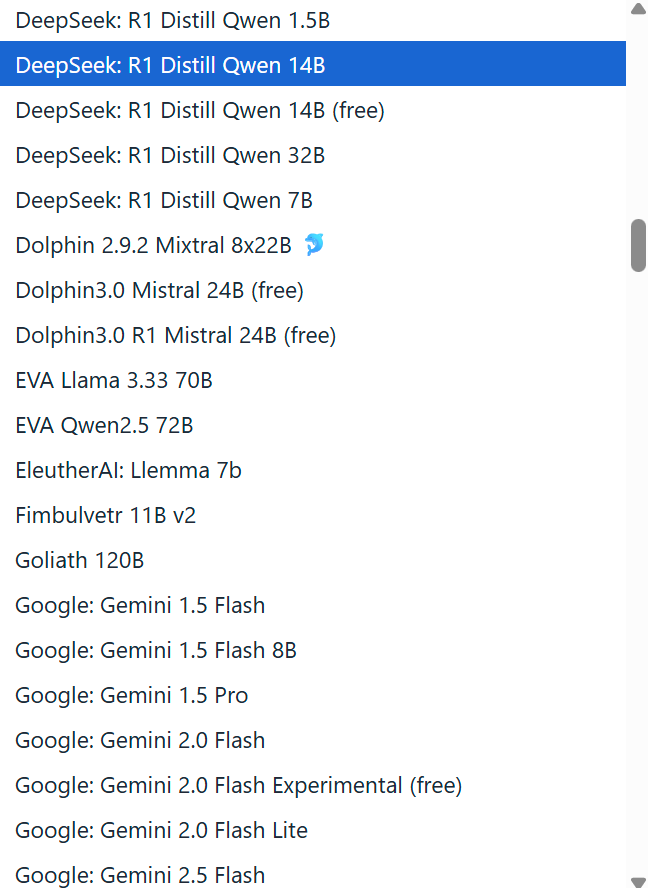 DeepSeek: R1 Distill Qwen 1.5B
DeepSeek: R1 Distill Qwen 14B
DeepSeek: R1 Distill Qwen 14B (free)
DeepSeek: R1 Distill Qwen 32B
DeepSeek: R1 Distill Qwen 7B
Dolphin 2.9.2 Mixtral 8x22B 🐬
Dolphin3.0 Mistral 24B (free)
Dolphin3.0 R1 Mistral 24B (free)
EVA Llama 3.33 70B
EVA Qwen2.5 72B
EleutherAI: Llemma 7b
Fimbulvetr 11B v2
Goliath 120B
Google: Gemini 1.5 Flash
Google: Gemini 1.5 Flash 8B
Google: Gemini 1.5 Pro
Google: Gemini 2.0 Flash
Google: Gemini 2.0 Flash Experimental (free)
Google: Gemini 2.0 Flash Lite
Google: Gemini 2.5 Flash